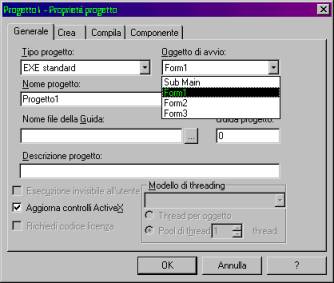 Progetto1 - Proprietà progetto
Generale Crea Compila Componente
Tipo progetto: Oggetto di avvio:
EXE standard Form1
Sub Main
Nome progetto: Form1
Progetto1 Form2
Form3
Nome file della Guida: Guida progetto:
... 0
Descrizione progetto:
Esecuzione invisibile all'utente Modello di threading
Aggiorna controlli ActiveX
Thread per oggetto
Richiedi codice licenza Pool di thread 1 thread
OK Annulla ?